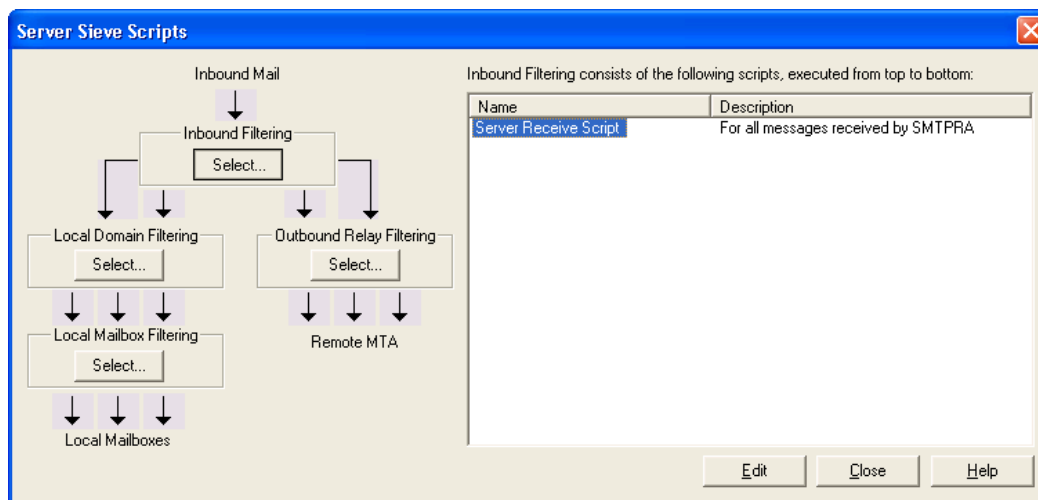 Server Sieve Scripts
Inbound Mail
Inbound Filtering
Select...
Local Domain Filtering
Select...
Outbound Relay Filtering
Select...
Local Mailbox Filtering
Select...
Remote MTA
Local Mailboxes
Inbound Filtering consists of the following scripts, executed from top to bottom:
Name Description
Server Receive Script For all messages received by SMTPRA
Edit Close Help